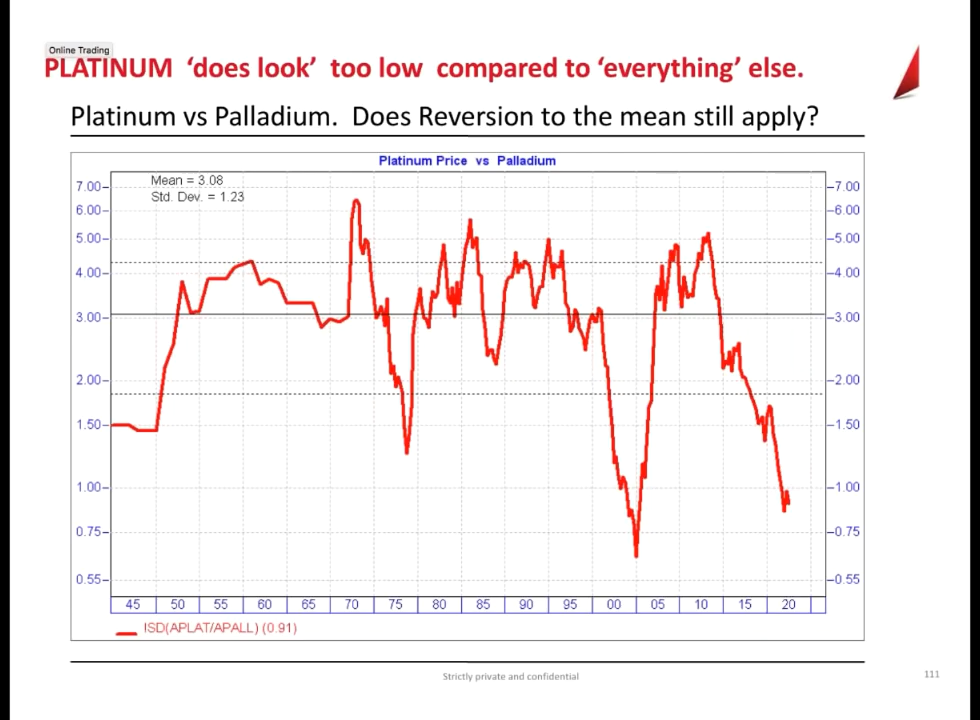 Online Trading
PLATINUM ‘does look’ too low compared to ‘everything’ else.
Platinum vs Palladium. Does Reversion to the mean still apply?
Platinum Price vs Palladium
Mean = 3.08
Std. Dev. = 1.23
7.00 7.00
6.00 6.00
5.00 5.00
4.00 4.00
3.00 3.00
2.00 2.00
1.50 1.50
1.00 1.00
0.75 0.75
0.55 0.55
45 50 55 60 65 70 75 80 85 90 95 00 05 10 15 20
ISD(APLAT/APALL) (0.91)
Strictly private and confidential
111